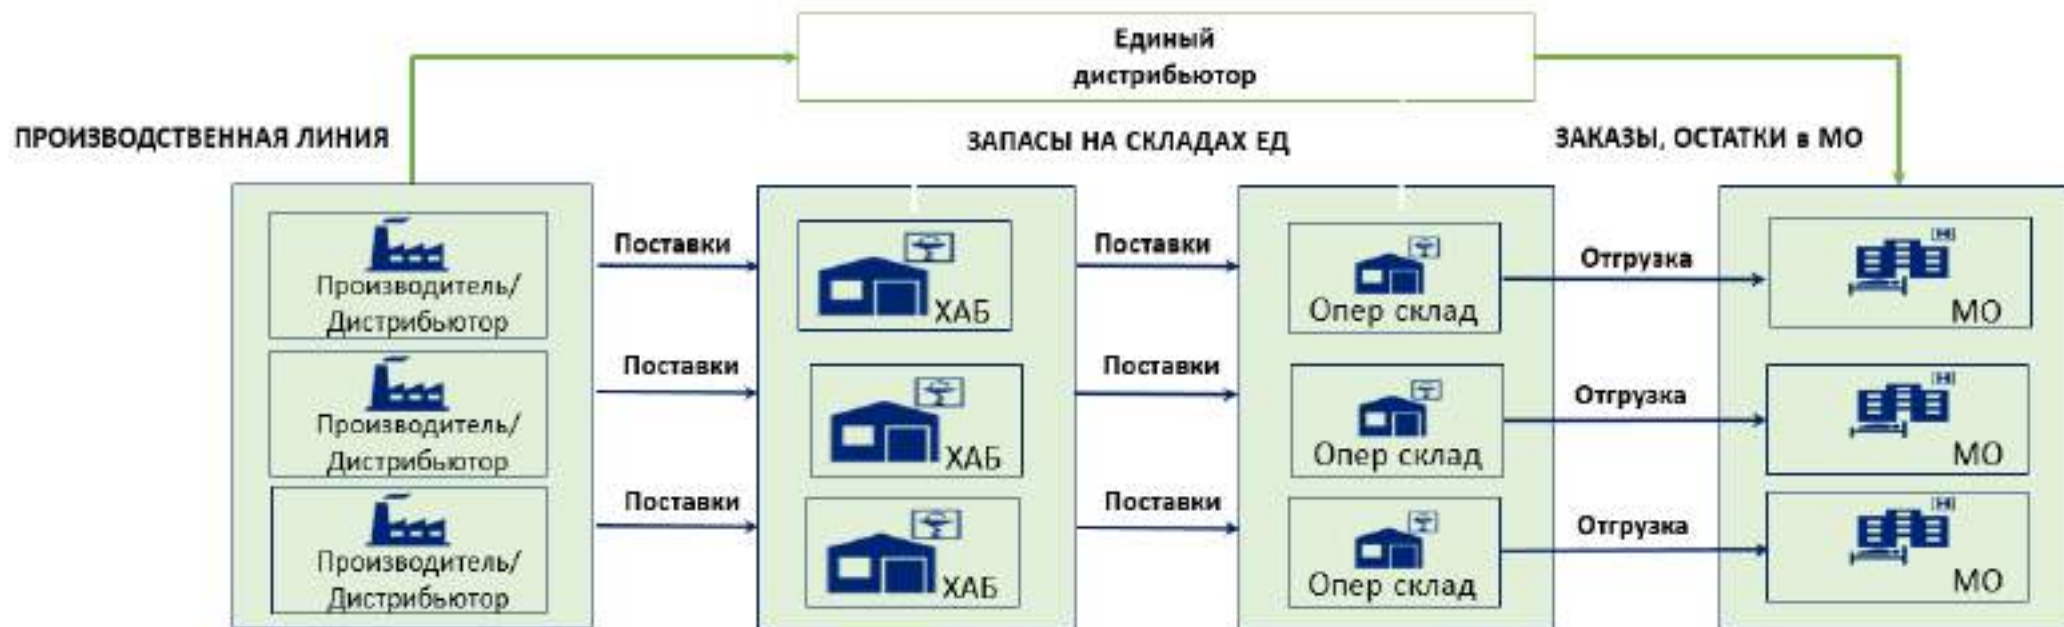 Единый
дистрибьютор
ПРОИЗВОДСТВЕННАЯ ЛИНИЯ
ЗАПАСЫ НА СКЛАДАХ ЕД
ЗАКАЗЫ, ОСТАТКИ в МО
Производитель/
Дистрибьютор
Поставки
ХАБ
Поставки
Опер склад
Отгрузка
МО
Производитель/
Дистрибьютор
Поставки
ХАБ
Поставки
Опер склад
Отгрузка
МО
Производитель/
Дистрибьютор
Поставки
ХАБ
Поставки
Опер склад
Отгрузка
МО